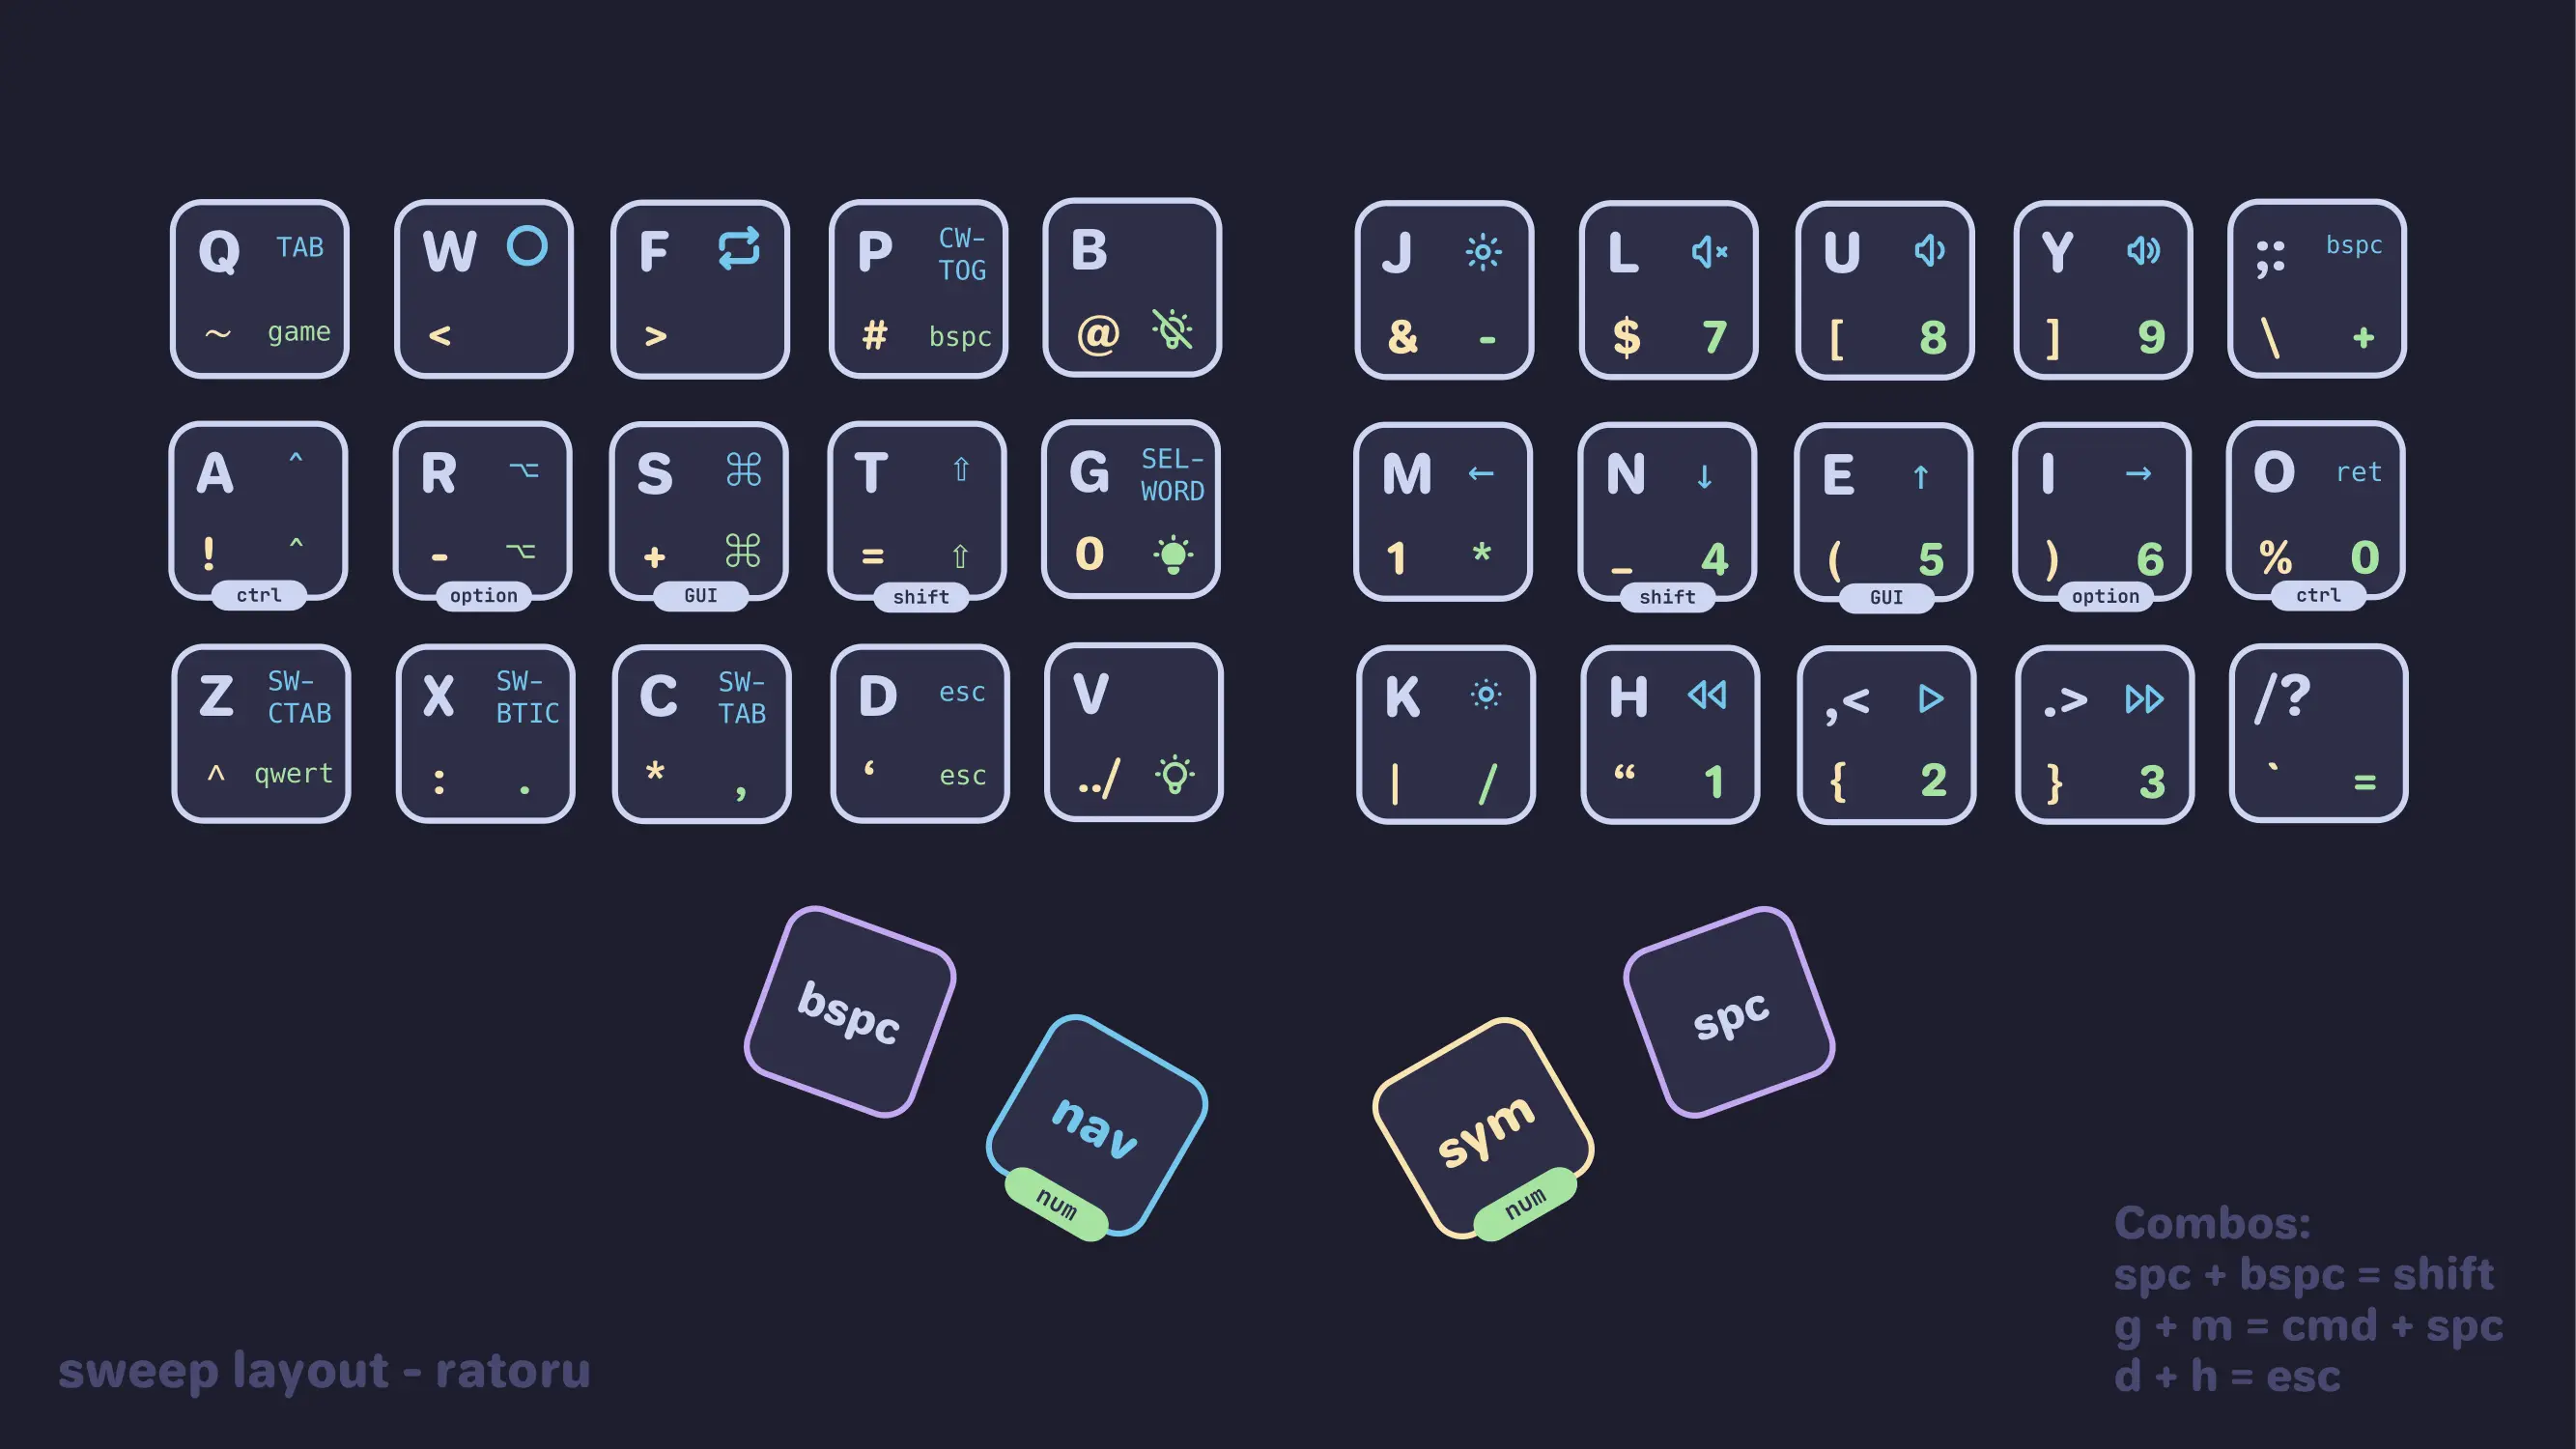 Q TAB W F P CW-TOG B J L U Y ;: bspc
~ game < > # bspc @ & - $ 7 [ 8 ] 9 \ +
A ^ R ⌥ S ⌘ T ⇧ G SEL-WORD M ← N ↓ E ↑ I → O ret
! ^ - ⌥ + ⌘ = ⇧ 0 1 * _ 4 ( 5 ) 6 % 0
ctrl option GUI shift shift GUI option ctrl
Z SW-CTAB X SW-BTIC C SW-TAB D esc V K H ,< .> /?
^ qwert : . * , ‘ esc ../ | / “ 1 { 2 } 3 ` =
bspc spc
nav sym
num num
Combos:
spc + bspc = shift
g + m = cmd + spc
d + h = esc
sweep layout - ratoru